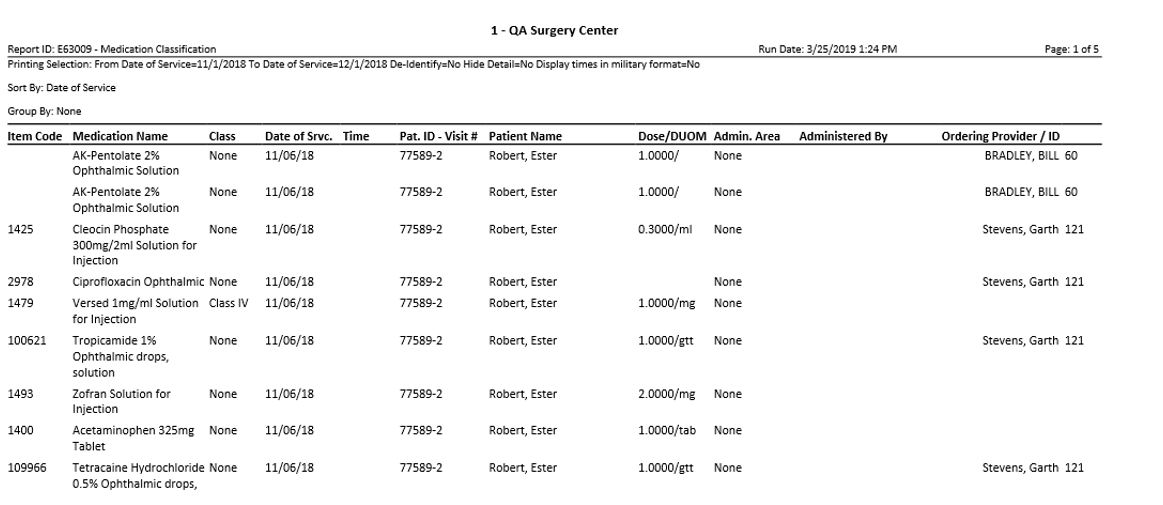 1 - QA Surgery Center
Report ID: E63009 - Medication Classification Run Date: 3/25/2019 1:24 PM Page: 1 of 5
Printing Selection: From Date of Service=11/1/2018 To Date of Service=12/1/2018 De-Identify=No Hide Detail=No Display times in military format=No
Sort By: Date of Service
Group By: None
Item Code Medication Name Class Date of Srvc. Time Pat. ID - Visit # Patient Name Dose/DUOM Admin. Area Administered By Ordering Provider / ID
AK-Pentolate 2% None 11/06/18 77589-2 Robert, Ester 1.0000/ None BRADLEY, BILL 60
Ophthalmic Solution
AK-Pentolate 2% None 11/06/18 77589-2 Robert, Ester 1.0000/ None BRADLEY, BILL 60
Ophthalmic Solution
1425 Cleocin Phosphate None 11/06/18 77589-2 Robert, Ester 0.3000/ml None Stevens, Garth 121
300mg/2ml Solution for
Injection
2978 Ciprofloxacin Ophthalmic None 11/06/18 77589-2 Robert, Ester None Stevens, Garth 121
1479 Versed 1mg/ml Solution Class IV 11/06/18 77589-2 Robert, Ester 1.0000/mg None
for Injection
100621 Tropicamide 1% None 11/06/18 77589-2 Robert, Ester 1.0000/gtt None Stevens, Garth 121
Ophthalmic drops,
solution
1493 Zofran Solution for None 11/06/18 77589-2 Robert, Ester 2.0000/mg None
Injection
1400 Acetaminophen 325mg None 11/06/18 77589-2 Robert, Ester 1.0000/tab None
Tablet
109966 Tetracaine Hydrochloride None 11/06/18 77589-2 Robert, Ester 1.0000/gtt None Stevens, Garth 121
0.5% Ophthalmic drops,